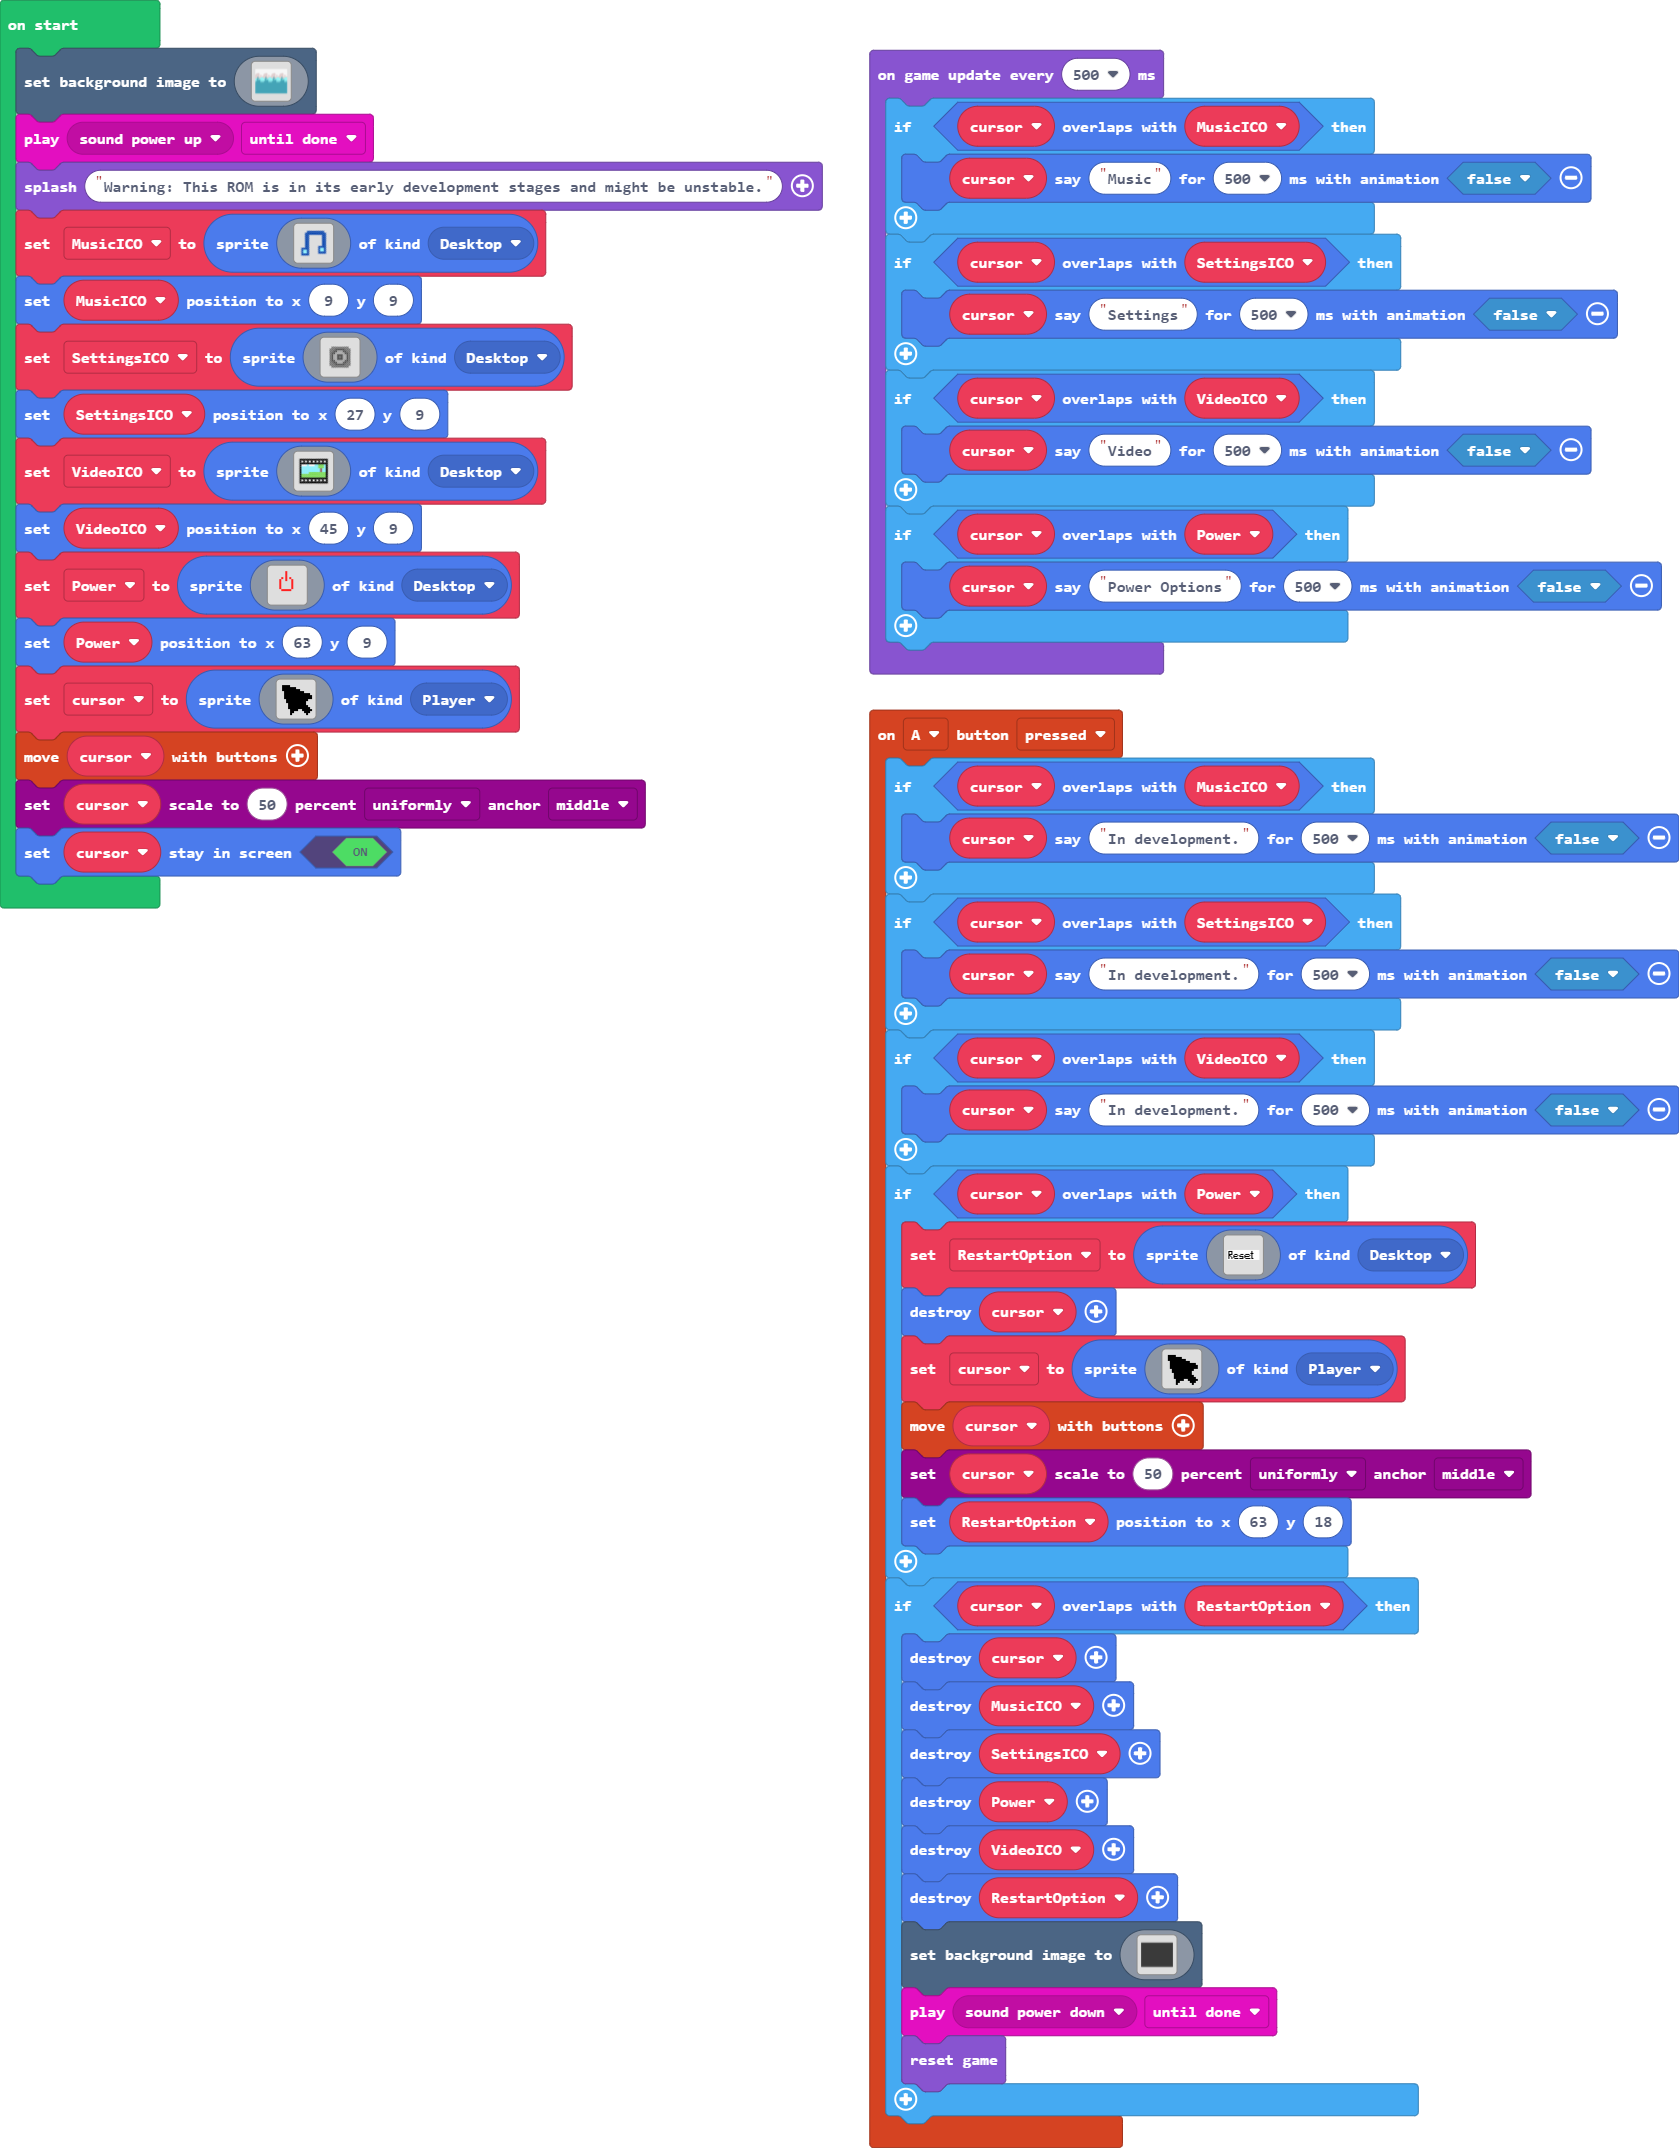 on start
set background image to
play sound power up until done
splash "Warning: This ROM is in its early development stages and might be unstable."
set MusicICO to sprite of kind Desktop
set MusicICO position to x 9 y 9
set SettingsICO to sprite of kind Desktop
set SettingsICO position to x 27 y 9
set VideoICO to sprite of kind Desktop
set VideoICO position to x 45 y 9
set Power to sprite of kind Desktop
set Power position to x 63 y 9
set cursor to sprite of kind Player
move cursor with buttons
set cursor scale to 50 percent uniformly anchor middle
set cursor stay in screen ON
on game update every 500 ms
if cursor overlaps with MusicICO then
cursor say "Music" for 500 ms with animation false
if cursor overlaps with SettingsICO then
cursor say "Settings" for 500 ms with animation false
if cursor overlaps with VideoICO then
cursor say "Video" for 500 ms with animation false
if cursor overlaps with Power then
cursor say "Power Options" for 500 ms with animation false
on A button pressed
if cursor overlaps with MusicICO then
cursor say "In development." for 500 ms with animation false
if cursor overlaps with SettingsICO then
cursor say "In development." for 500 ms with animation false
if cursor overlaps with VideoICO then
cursor say "In development." for 500 ms with animation false
if cursor overlaps with Power then
set RestartOption to sprite Reset of kind Desktop
destroy cursor
set cursor to sprite of kind Player
move cursor with buttons
set cursor scale to 50 percent uniformly anchor middle
set RestartOption position to x 63 y 18
if cursor overlaps with RestartOption then
destroy cursor
destroy MusicICO
destroy SettingsICO
destroy Power
destroy VideoICO
destroy RestartOption
set background image to
play sound power down until done
reset game